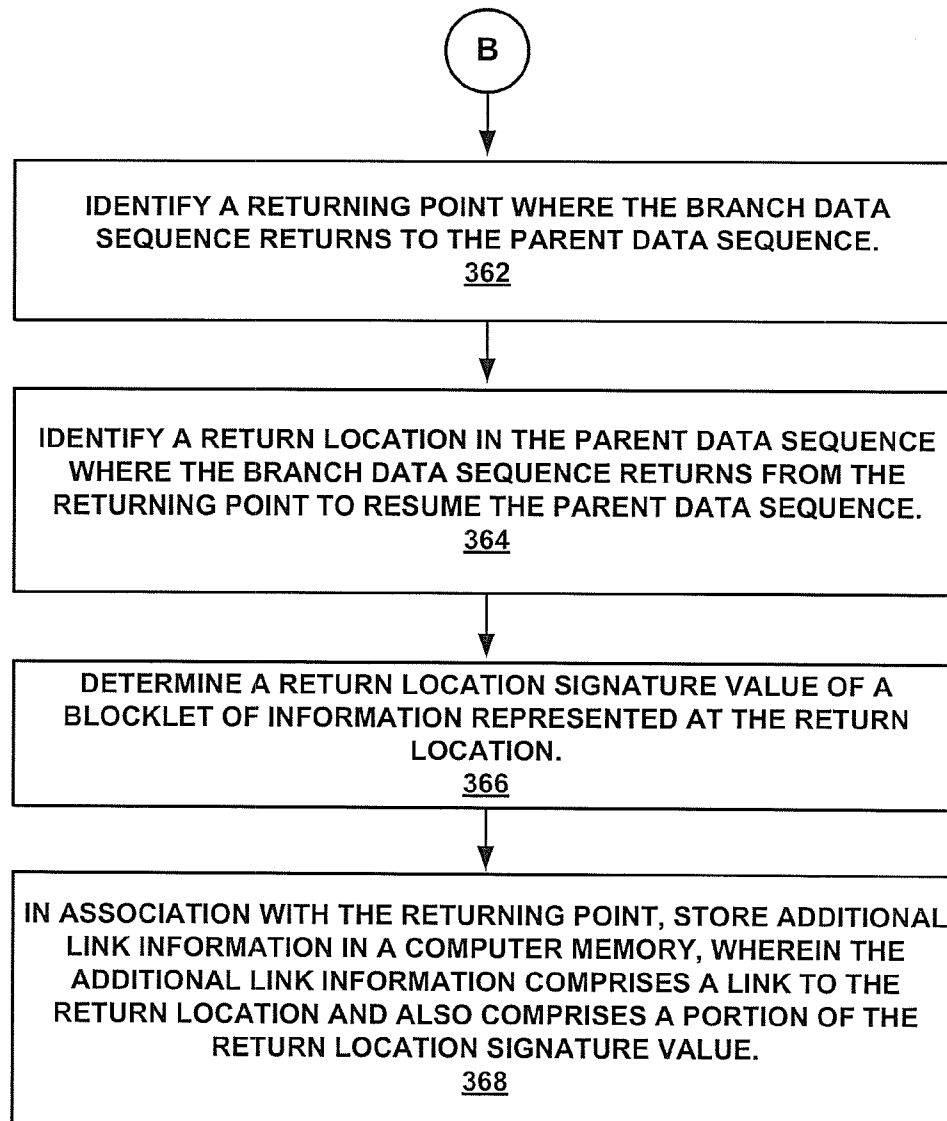 B
IDENTIFY A RETURNING POINT WHERE THE BRANCH DATA
SEQUENCE RETURNS TO THE PARENT DATA SEQUENCE.
362
IDENTIFY A RETURN LOCATION IN THE PARENT DATA SEQUENCE
WHERE THE BRANCH DATA SEQUENCE RETURNS FROM THE
RETURNING POINT TO RESUME THE PARENT DATA SEQUENCE.
364
DETERMINE A RETURN LOCATION SIGNATURE VALUE OF A
BLOCKLET OF INFORMATION REPRESENTED AT THE RETURN
LOCATION.
366
IN ASSOCIATION WITH THE RETURNING POINT, STORE ADDITIONAL
LINK INFORMATION IN A COMPUTER MEMORY, WHEREIN THE
ADDITIONAL LINK INFORMATION COMPRISES A LINK TO THE
RETURN LOCATION AND ALSO COMPRISES A PORTION OF THE
RETURN LOCATION SIGNATURE VALUE.
368